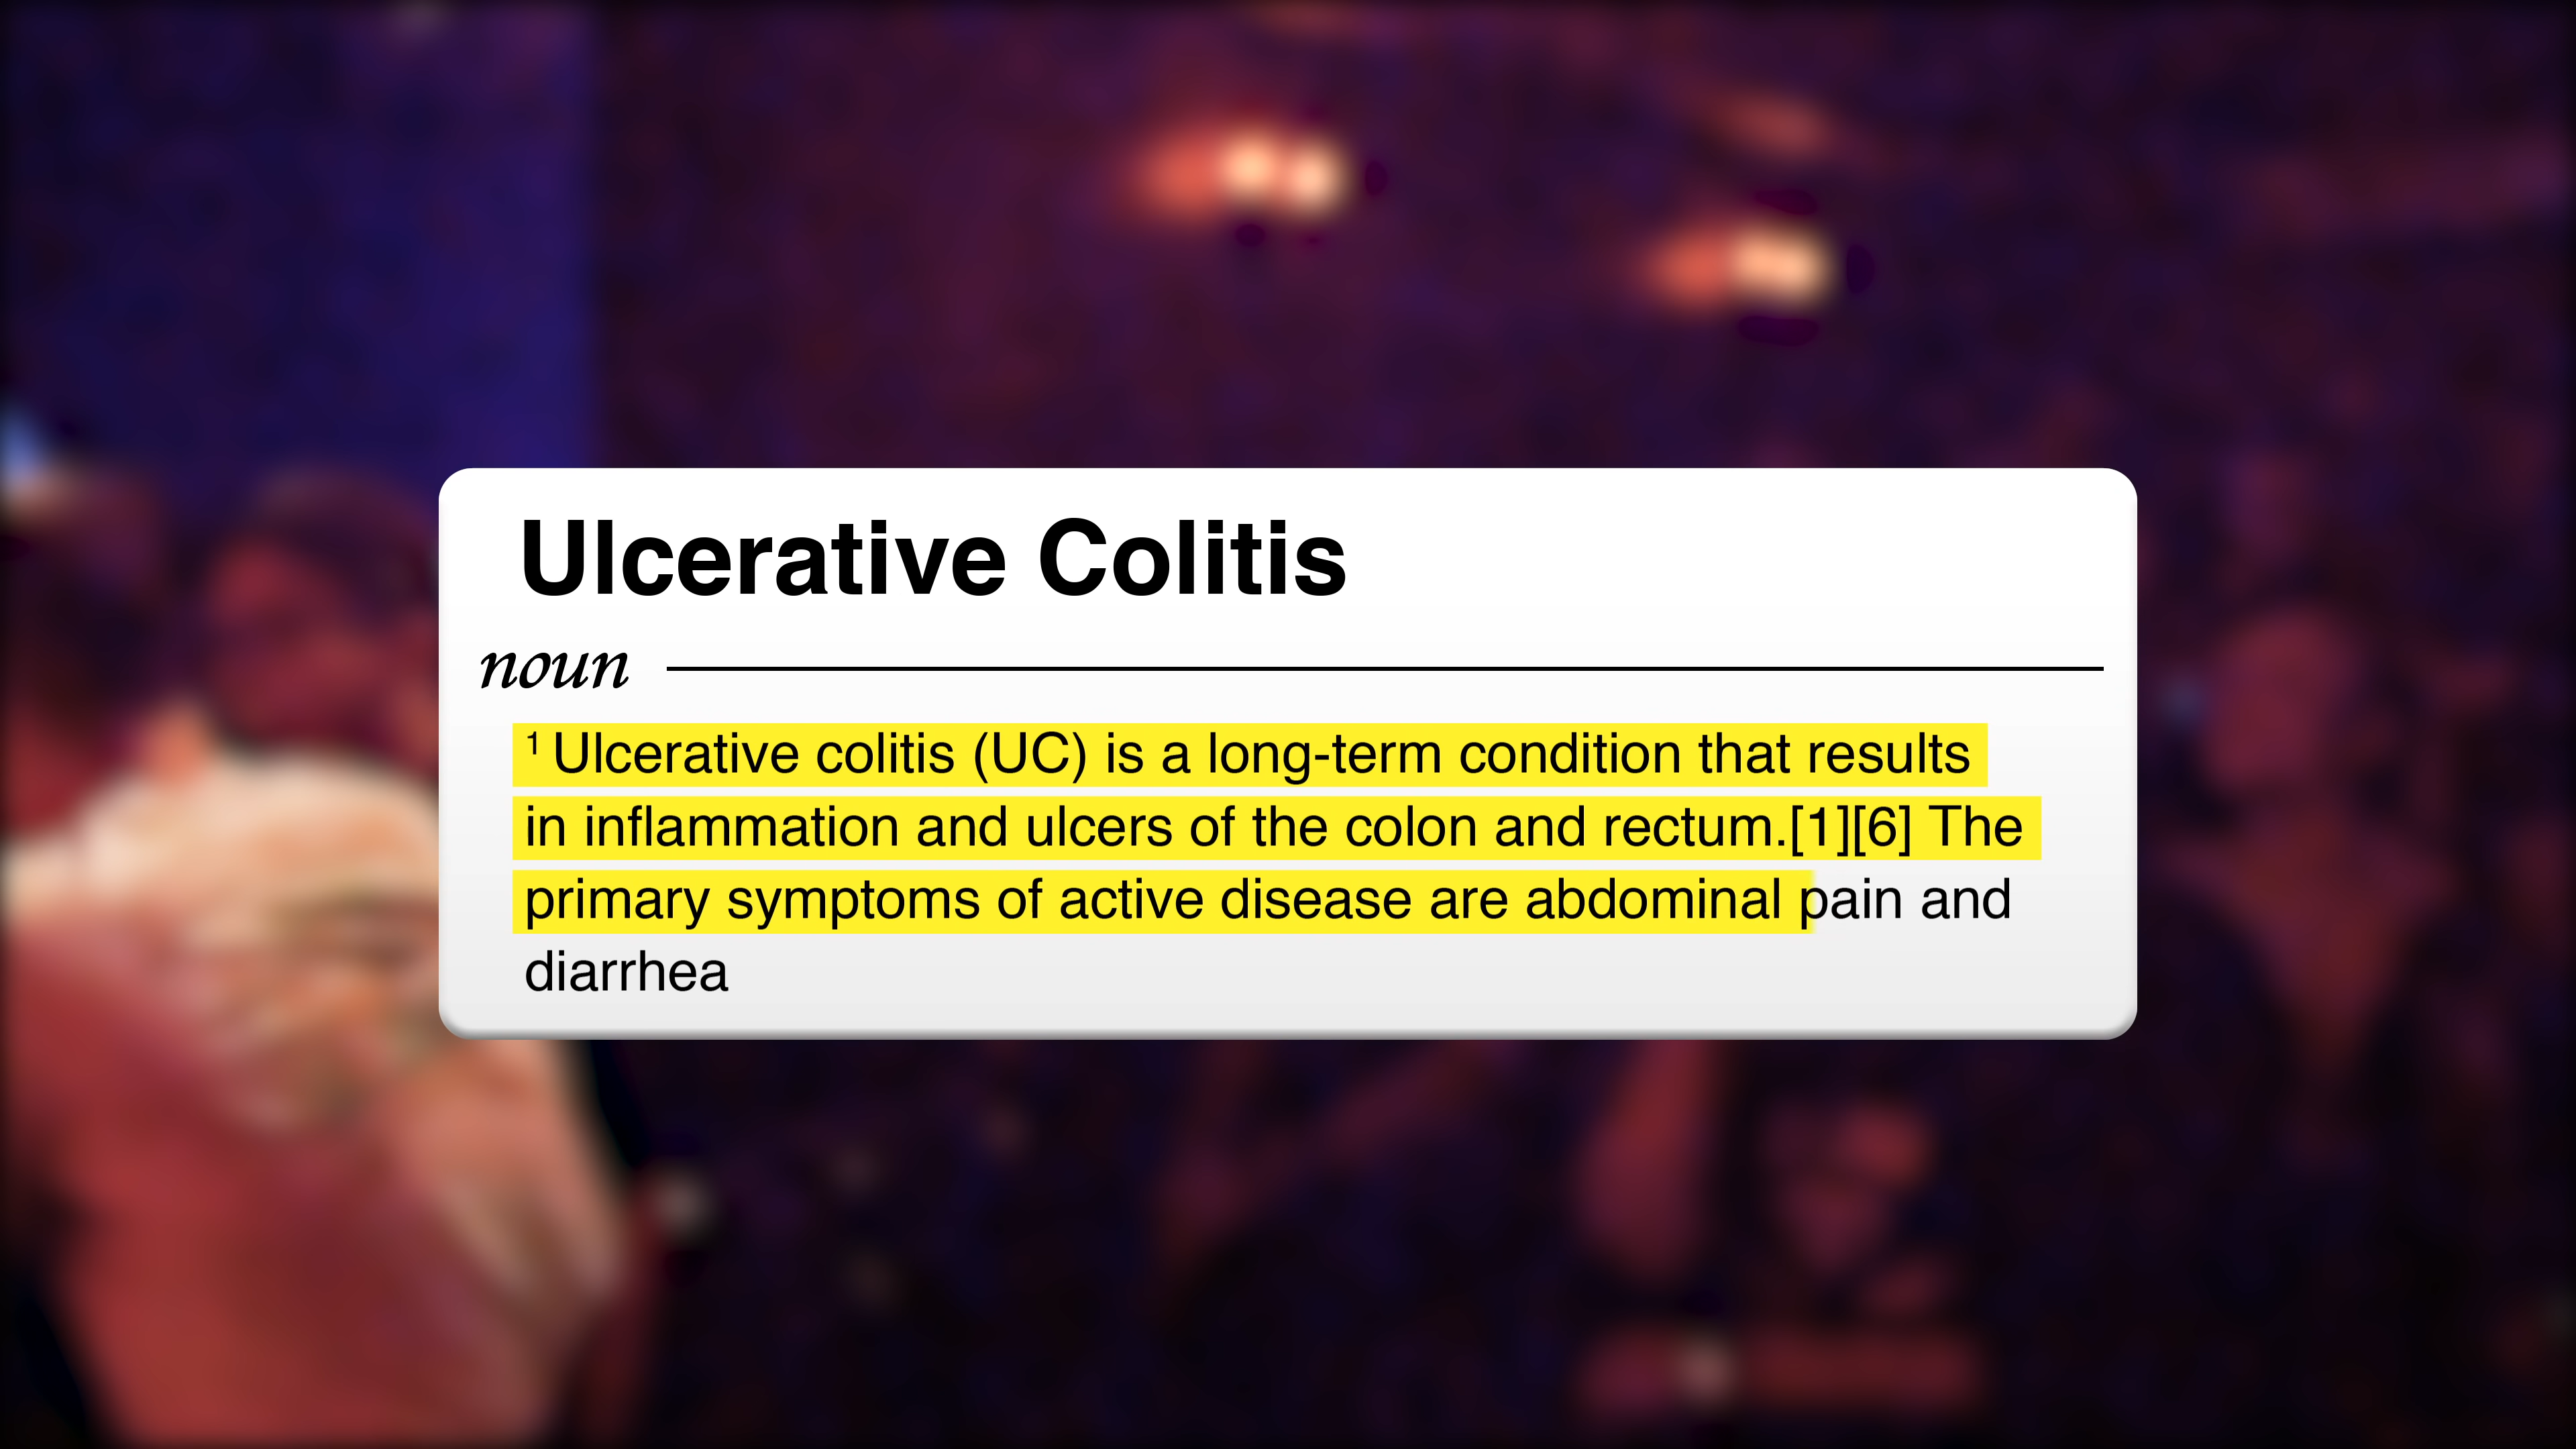 Ulcerative Colitis
noun
¹ Ulcerative colitis (UC) is a long-term condition that results
in inflammation and ulcers of the colon and rectum.[1][6] The
primary symptoms of active disease are abdominal pain and
diarrhea